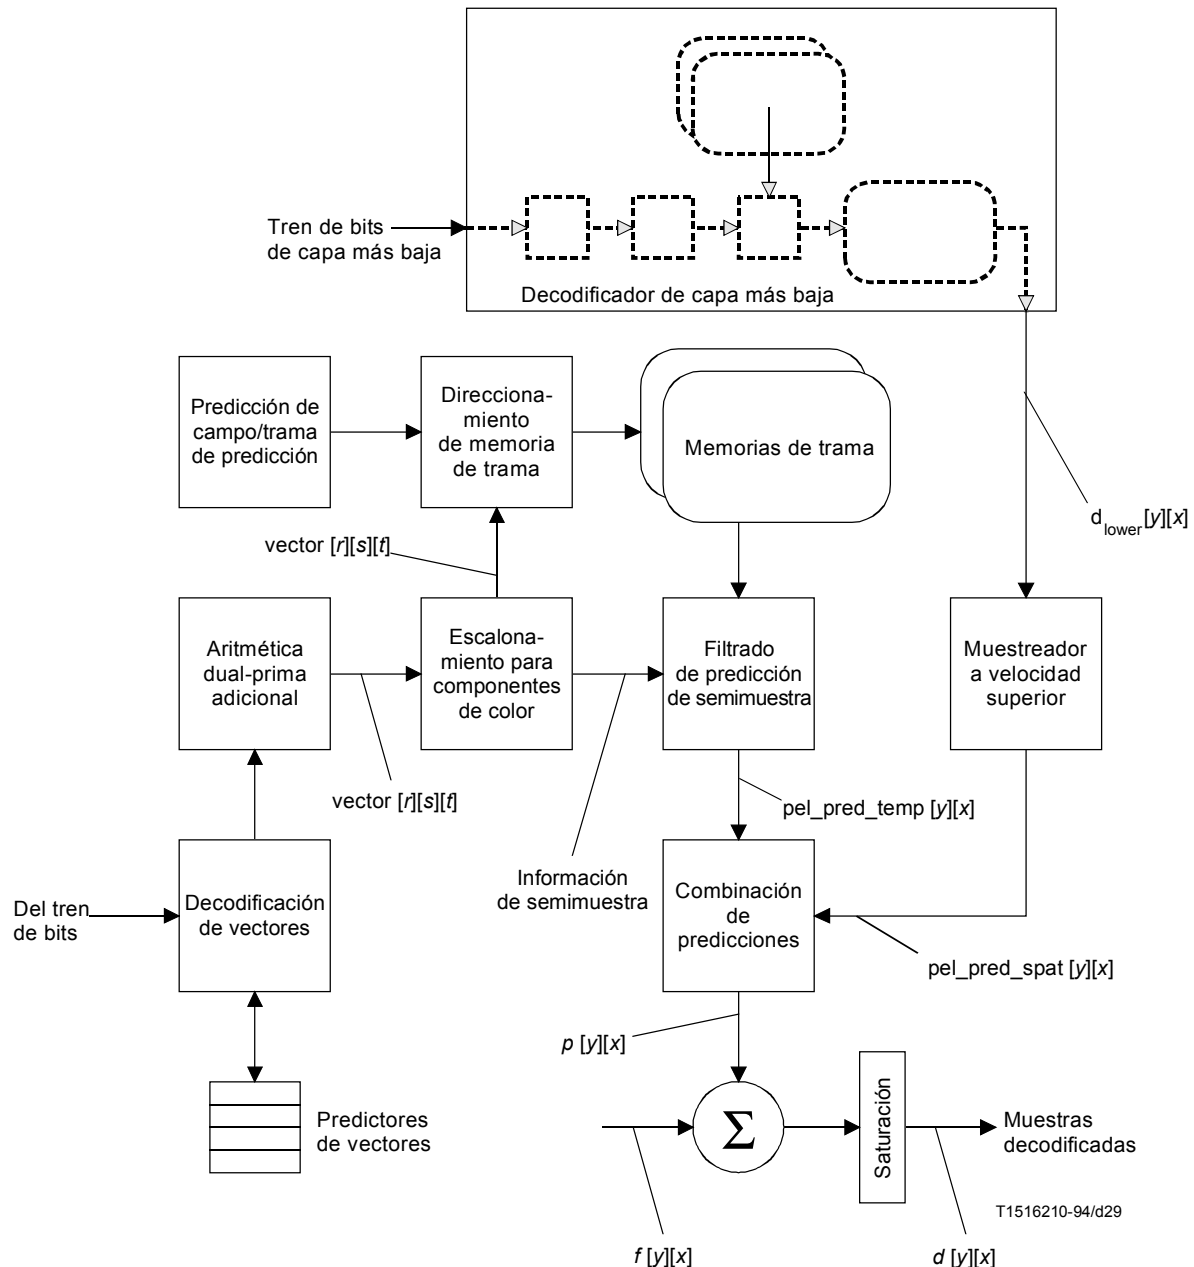 Tren de bits
de capa más baja
Decodificador de capa más baja
Predicción de
campo/trama
de predicción
Direcciona-
miento
de memoria
de trama
Memorias de trama
d lower [y][x]
vector [r][s][t]
Aritmética
dual-prima
adicional
Escalona-
miento para
componentes
de color
Filtrado
de predicción
de semimuestra
Muestreador
a velocidad
superior
vector [r][s][t]
pel_pred_temp [y][x]
Del tren
de bits
Decodificación
de vectores
Información
de semimuestra
Combinación
de
predicciones
pel_pred_spat [y][x]
p [y][x]
Predictores
de vectores
Σ
Saturación
Muestras
decodificadas
T1516210-94/d29
f [y][x]
d [y][x]